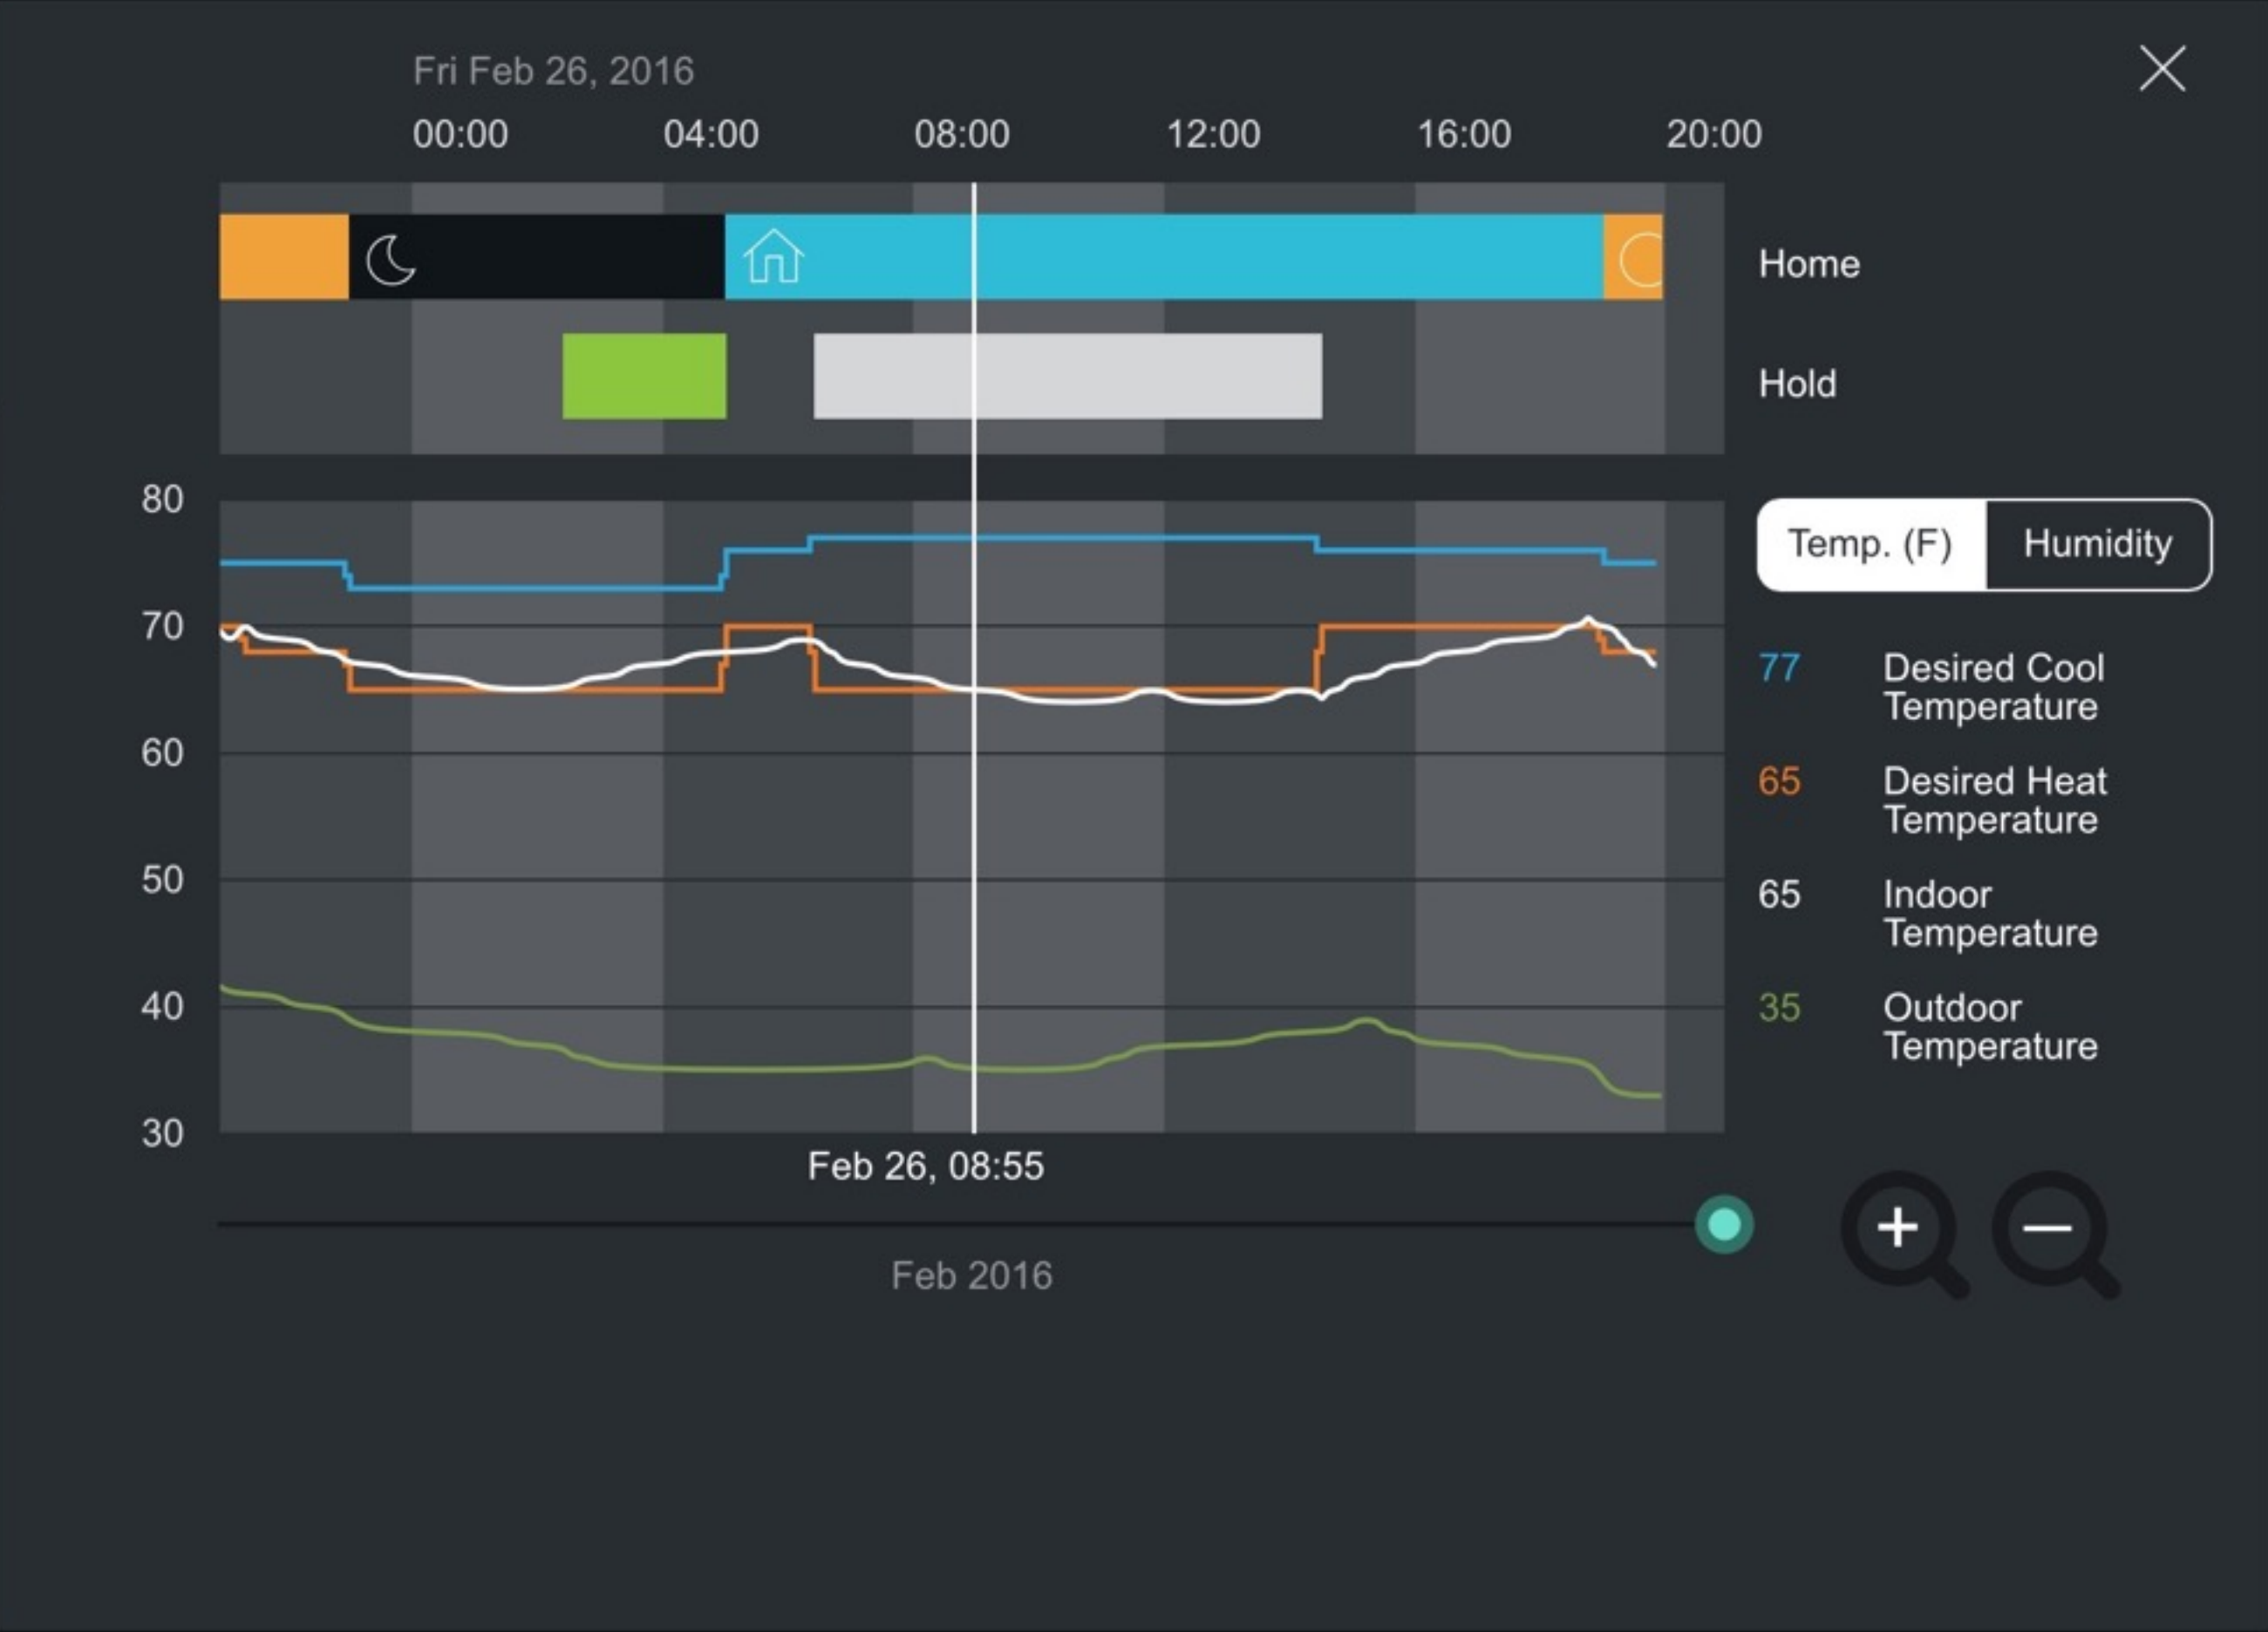 Fri Feb 26, 2016
00:00 04:00 08:00 12:00 16:00 20:00
Home
Hold
80
70
60
50
40
30
Temp. (F) Humidity
77 Desired Cool
Temperature
65 Desired Heat
Temperature
65 Indoor
Temperature
35 Outdoor
Temperature
Feb 26, 08:55
Feb 2016